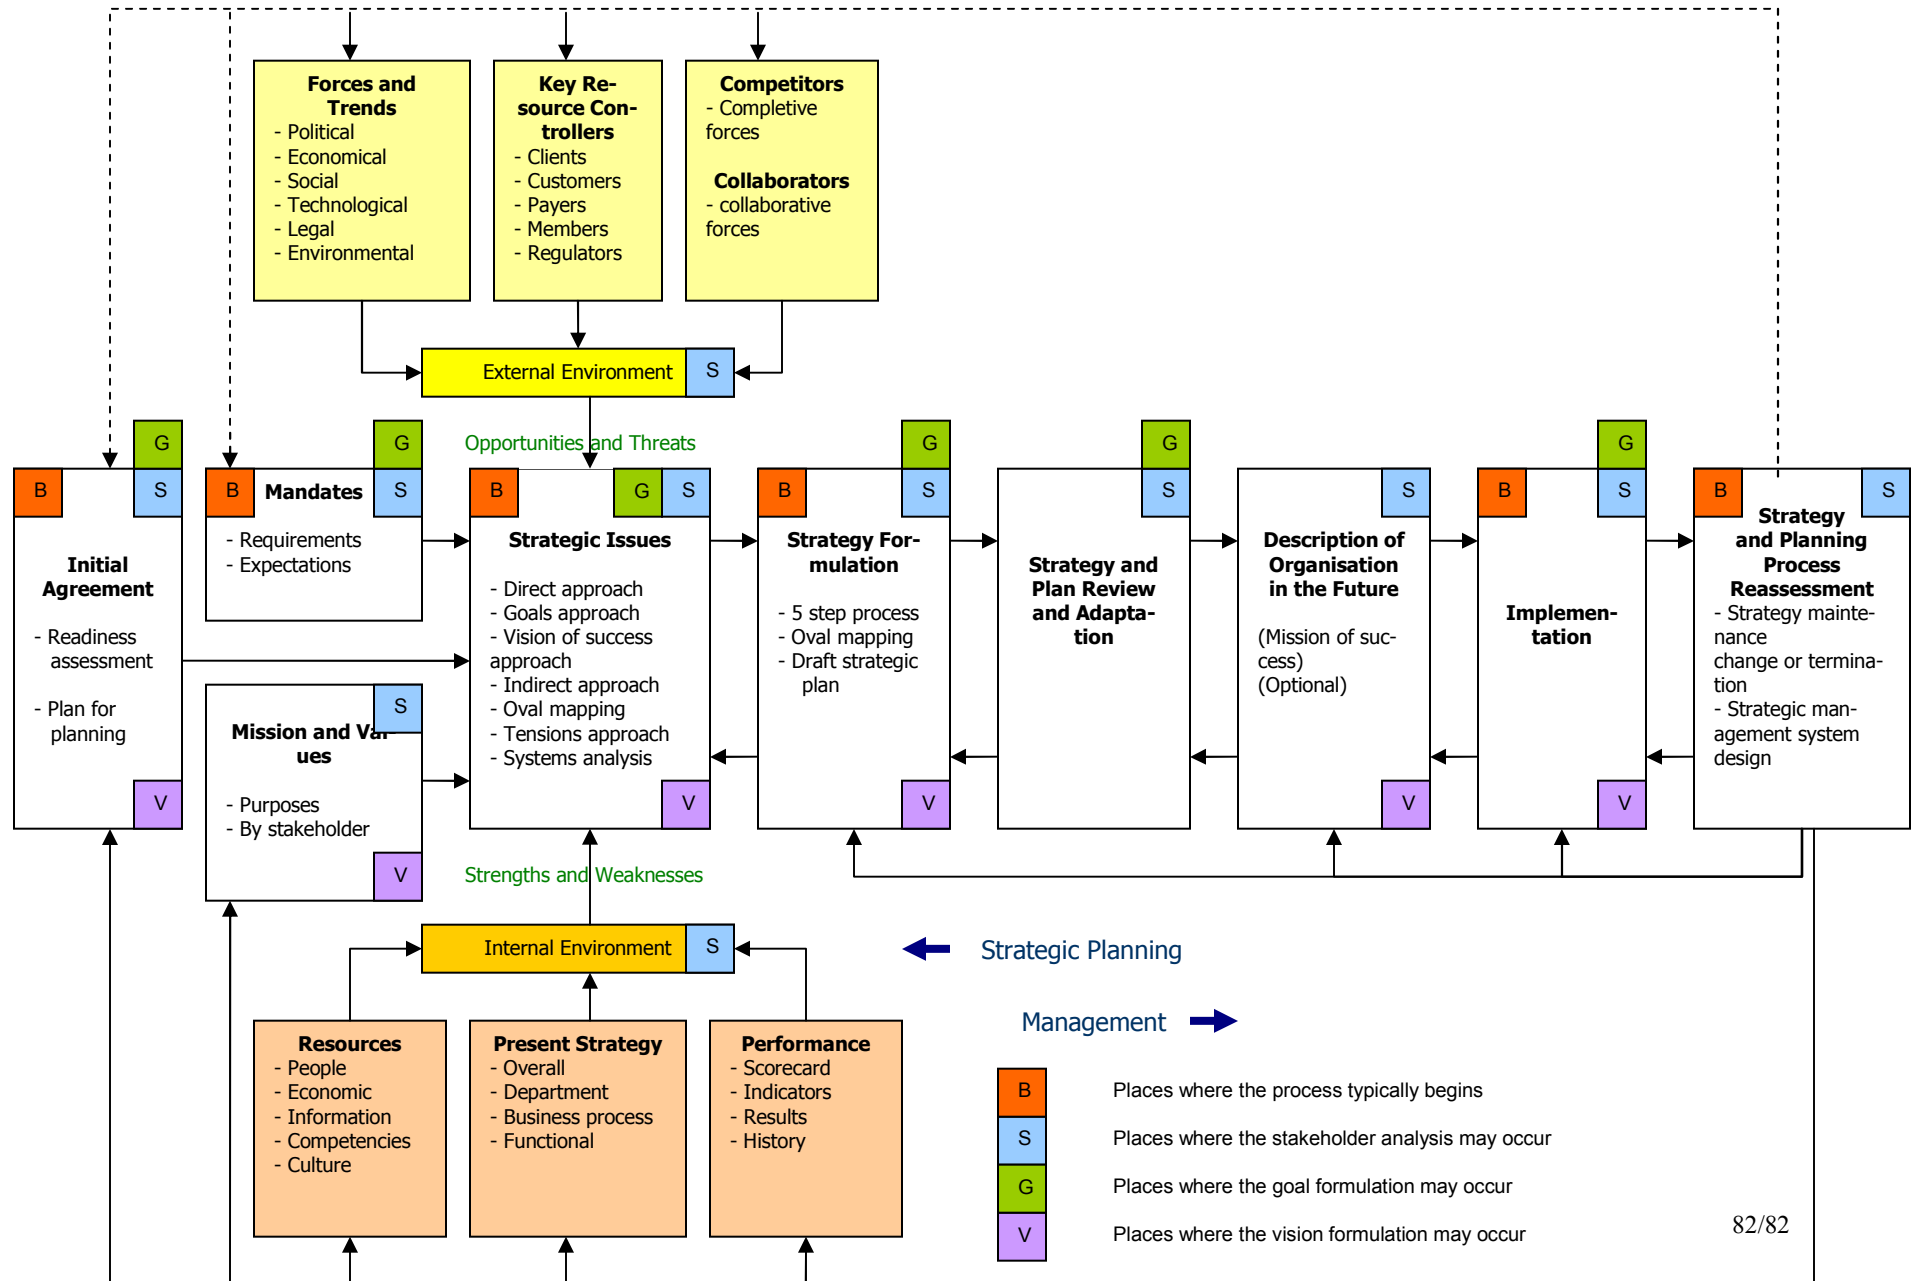 Forces and
Trends
- Political
- Economical
- Social
- Technological
- Legal
- Environmental
Key Re-
source Con-
trollers
- Clients
- Customers
- Payers
- Members
- Regulators
Competitors
- Completive
forces
Collaborators
- collaborative
forces
External Environment
S
Opportunities and Threats
B
G
S
Initial
Agreement
- Readiness
assessment
- Plan for
planning
V
B
G
S
Mandates
- Requirements
- Expectations
S
Mission and Val-
ues
- Purposes
- By stakeholder
V
B
G
S
Strategic Issues
- Direct approach
- Goals approach
- Vision of success
approach
- Indirect approach
- Oval mapping
- Tensions approach
- Systems analysis
V
B
G
S
Strategy For-
mulation
- 5 step process
- Oval mapping
- Draft strategic
plan
V
G
S
Strategy and
Plan Review
and Adapta-
tion
S
Description of
Organisation
in the Future
(Mission of suc-
cess)
(Optional)
V
B
G
S
Implemen-
tation
V
B
S
Strategy
and Planning
Process
Reassessment
- Strategy mainte-
nance
change or termina-
tion
- Strategic man-
agement system
design
Strengths and Weaknesses
Internal Environment
S
Strategic Planning
Management
Resources
- People
- Economic
- Information
- Competencies
- Culture
Present Strategy
- Overall
- Department
- Business process
- Functional
Performance
- Scorecard
- Indicators
- Results
- History
B
Places where the process typically begins
S
Places where the stakeholder analysis may occur
G
Places where the goal formulation may occur
V
Places where the vision formulation may occur
82/82